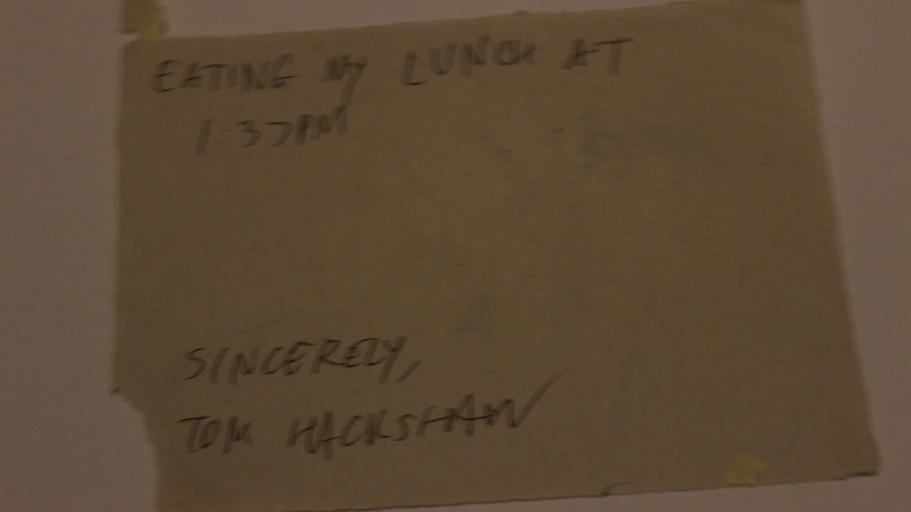 EATING MY LUNCH AT
1:37PM
SINCERELY,
TOM HACKSHAW